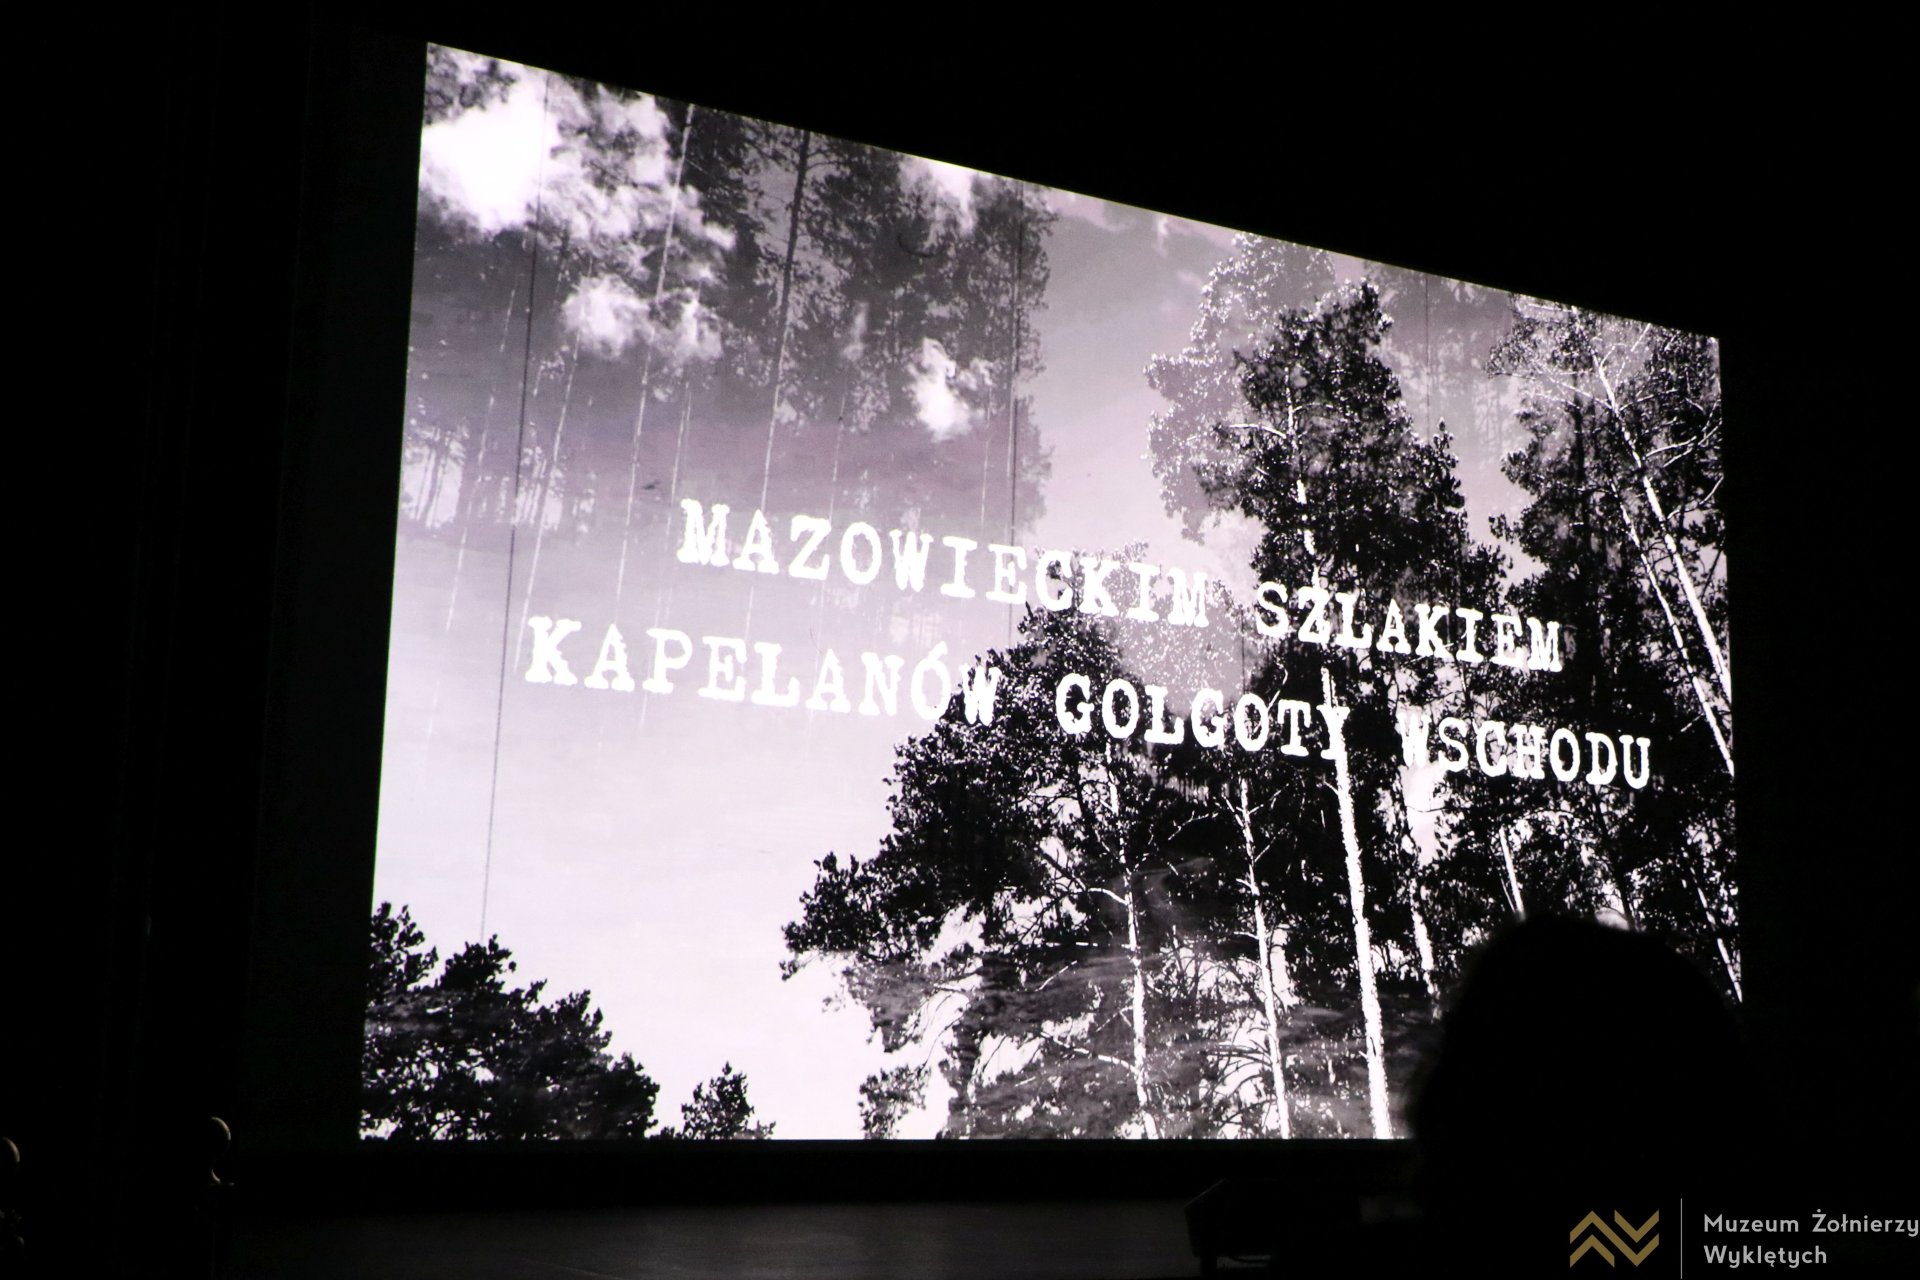 MAZOWIECKIM SZLAKIEM
KAPELANÓW GOLGOTY WSCHODU
Muzeum Żołnierzy
Wyklętych